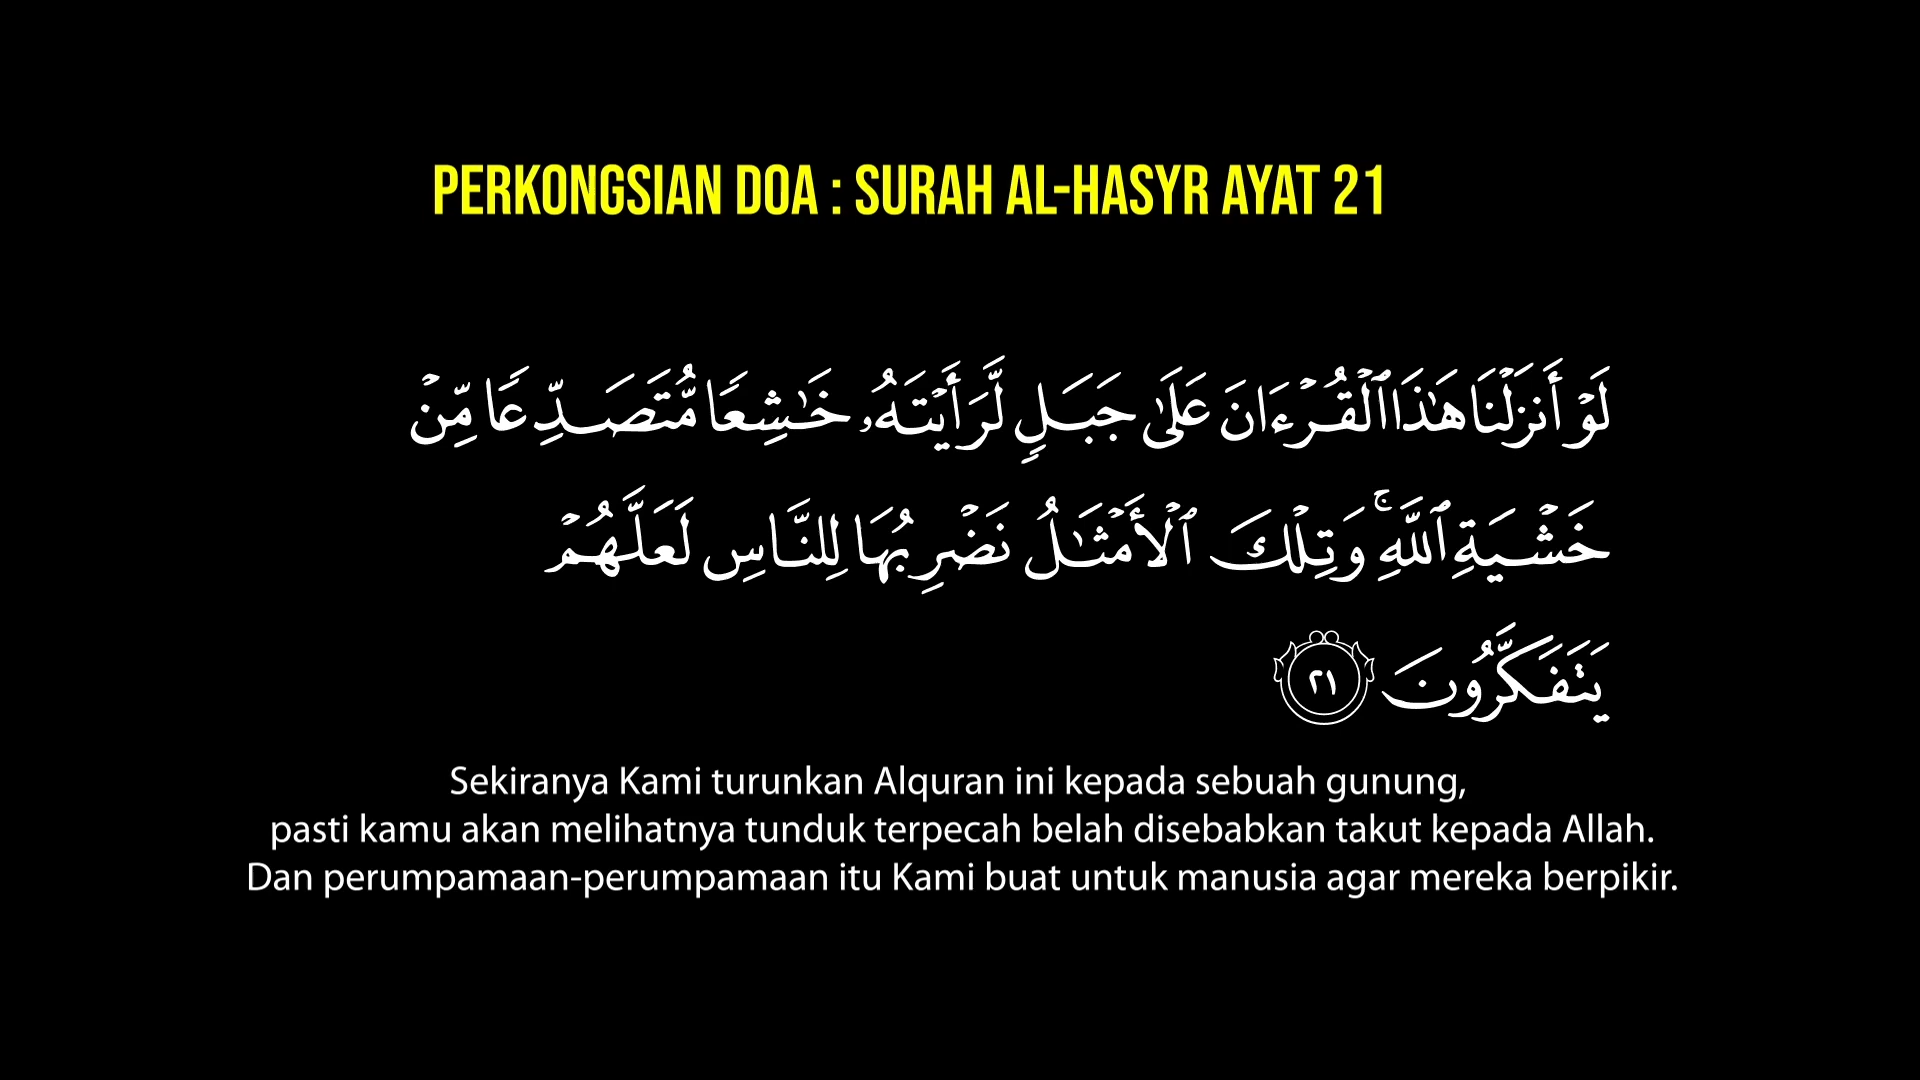 PERKONGSIAN DOA : SURAH AL-HASYR AYAT 21
لَوْ أَنزَلْنَا هَٰذَا ٱلْقُرْءَانَ عَلَىٰ جَبَلٍ لَّرَأَيْتَهُۥ خَٰشِعًا مُّتَصَدِّعًا مِّنْ
خَشْيَةِ ٱللَّهِ ۚ وَتِلْكَ ٱلْأَمْثَٰلُ نَضْرِبُهَا لِلنَّاسِ لَعَلَّهُمْ
يَتَفَكَّرُونَ ٢١
Sekiranya Kami turunkan Alquran ini kepada sebuah gunung,
pasti kamu akan melihatnya tunduk terpecah belah disebabkan takut kepada Allah.
Dan perumpamaan-perumpamaan itu Kami buat untuk manusia agar mereka berpikir.